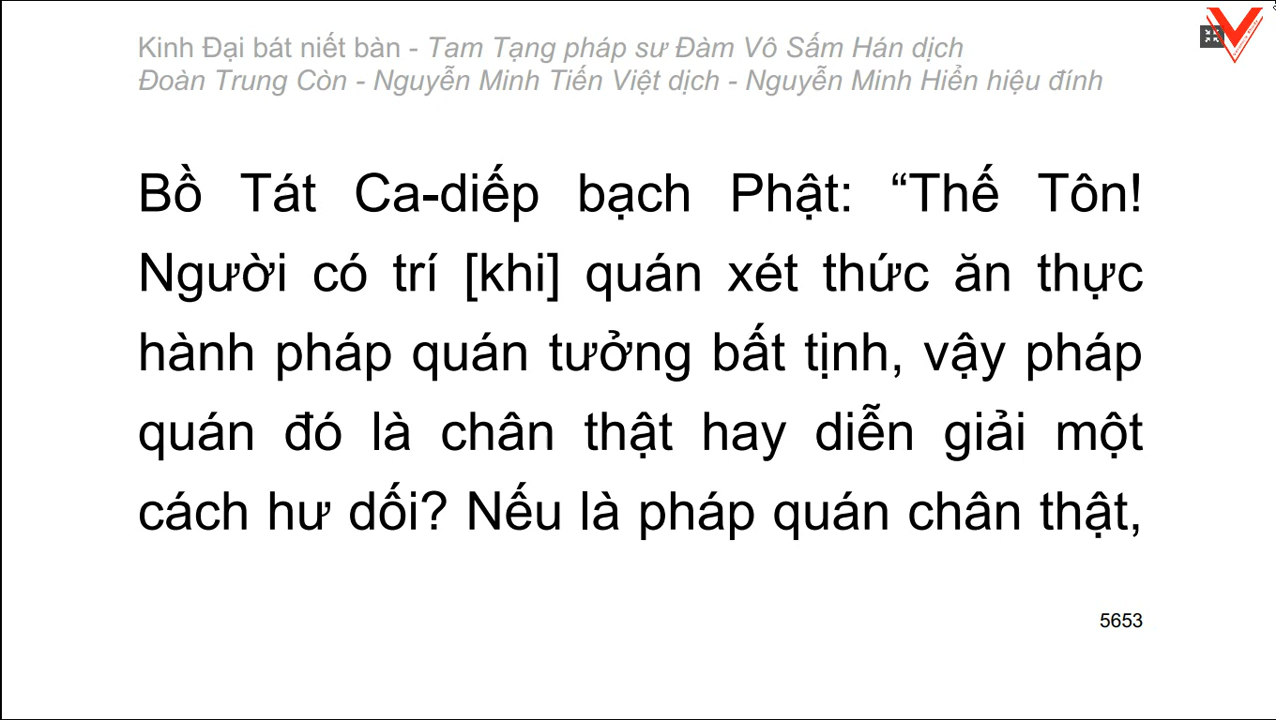 Kinh Đại bát niết bàn - Tam Tạng pháp sư Đàm Vô Sấm Hán dịch
Đoàn Trung Còn - Nguyễn Minh Tiến Việt dịch - Nguyễn Minh Hiển hiệu đính
Bồ Tát Ca-diếp bạch Phật: “Thế Tôn!
Người có trí [khi] quán xét thức ăn thực
hành pháp quán tưởng bất tịnh, vậy pháp
quán đó là chân thật hay diễn giải một
cách hư dối? Nếu là pháp quán chân thật,
5653